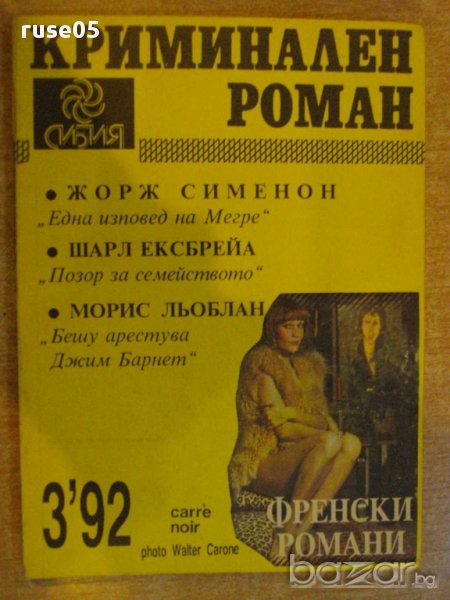 ruse05
КРИМИНАЛЕН
РОМАН
СИБИЯ
• ЖОРЖ СИМЕНОН
„Една изповед на Мегре“
• ШАРЛ ЕКСБРЕЙА
„Позор за семейството“
• МОРИС ЛЬОБЛАН
„Бешу арестува
Джим Барнет“
3'92
carrè
noir
photo Walter Carone
ФРЕНСКИ
РОМАНИ
bazar.bg